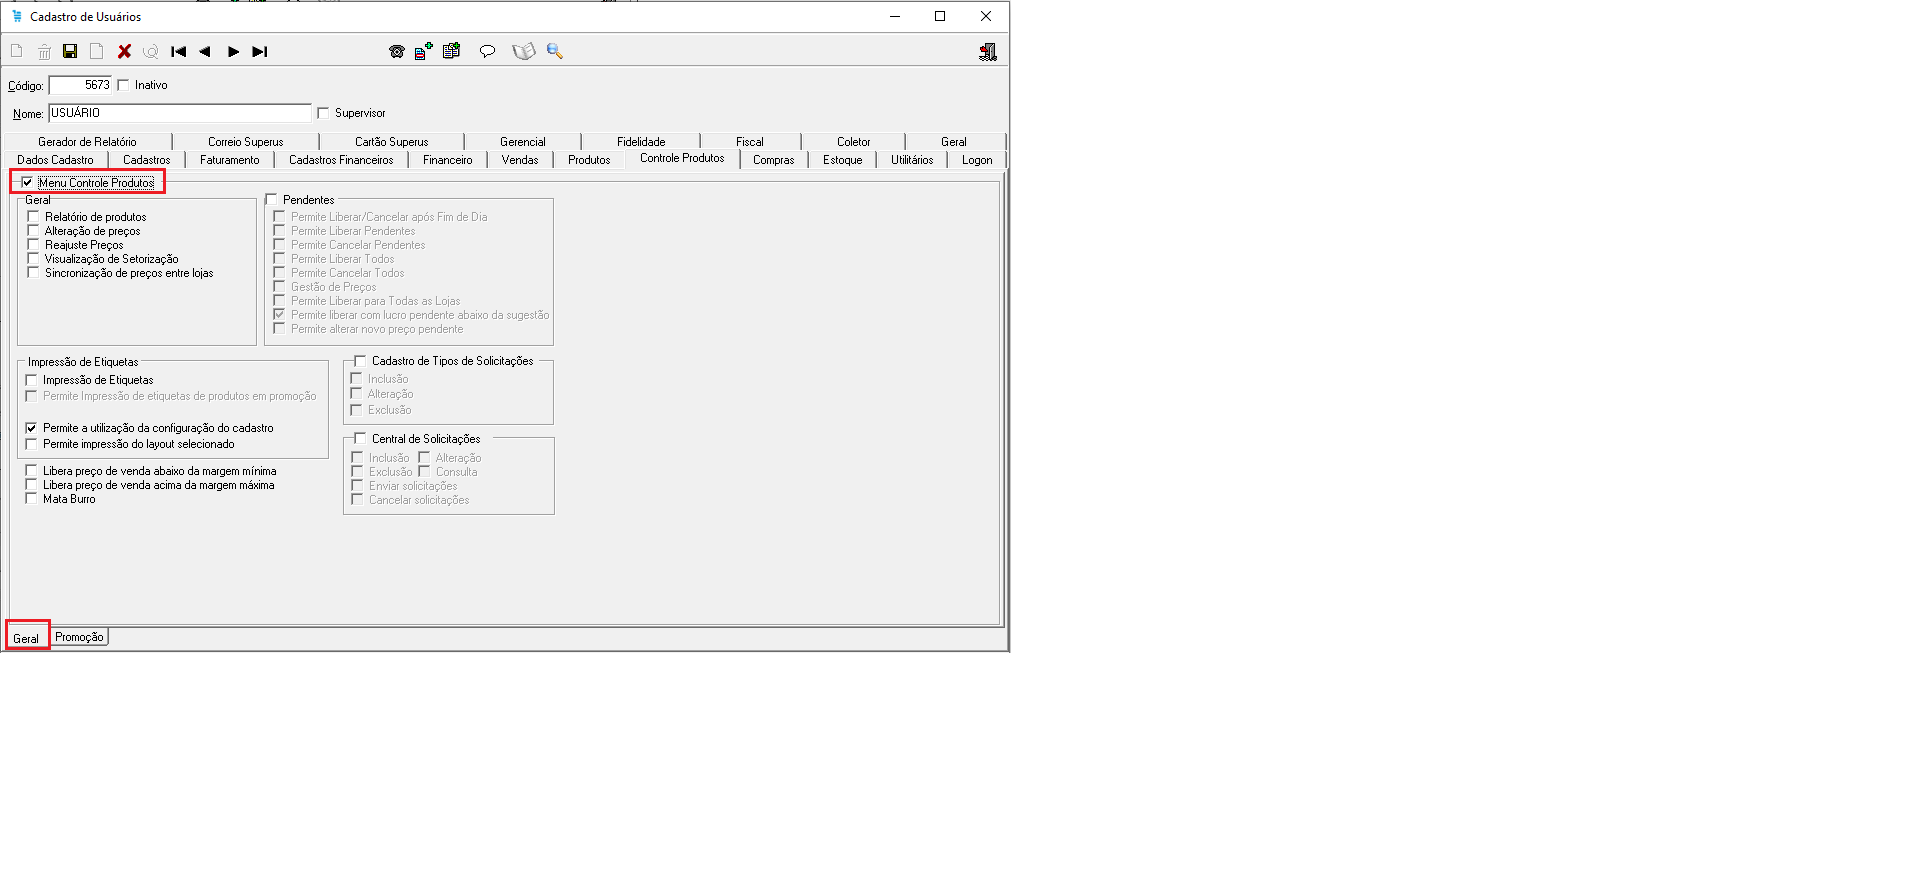 Cadastro de Usuários
Código: 5673 Inativo
Nome: USUÁRIO Supervisor
Gerador de Relatório Correio Superus Cartão Superus Gerencial Fidelidade Fiscal Coletor Geral
Dados Cadastro Cadastros Faturamento Cadastros Financeiros Financeiro Vendas Produtos Controle Produtos Compras Estoque Utilitários Logon
Menu Controle Produtos
Geral
Relatório de produtos
Alteração de preços
Reajuste Preços
Visualização de Setorização
Sincronização de preços entre lojas
Pendentes
Permite Liberar/Cancelar após Fim de Dia
Permite Liberar Pendentes
Permite Cancelar Pendentes
Permite Liberar Todos
Permite Cancelar Todos
Gestão de Preços
Permite Liberar para Todas as Lojas
Permite liberar com lucro pendente abaixo da sugestão
Permite alterar novo preço pendente
Impressão de Etiquetas
Impressão de Etiquetas
Permite Impressão de etiquetas de produtos em promoção
Permite a utilização da configuração do cadastro
Permite impressão do layout selecionado
Cadastro de Tipos de Solicitações
Inclusão
Alteração
Exclusão
Central de Solicitações
Inclusão Alteração
Exclusão Consulta
Enviar solicitações
Cancelar solicitações
Libera preço de venda abaixo da margem mínima
Libera preço de venda acima da margem máxima
Mata Burro
Geral Promoção